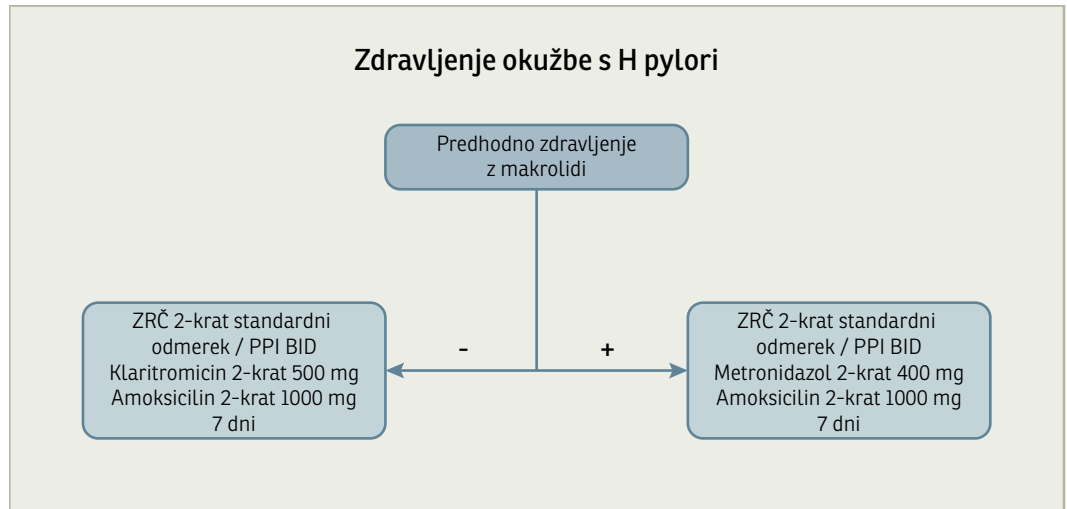 Zdravljenje okužbe s H pylori
Predhodno zdravljenje
z makrolidi
ZRČ 2-krat standardni
odmerek / PPI BID
Klaritromicin 2-krat 500 mg
Amoksicilin 2-krat 1000 mg
7 dni
-
+
ZRČ 2-krat standardni
odmerek / PPI BID
Metronidazol 2-krat 400 mg
Amoksicilin 2-krat 1000 mg
7 dni